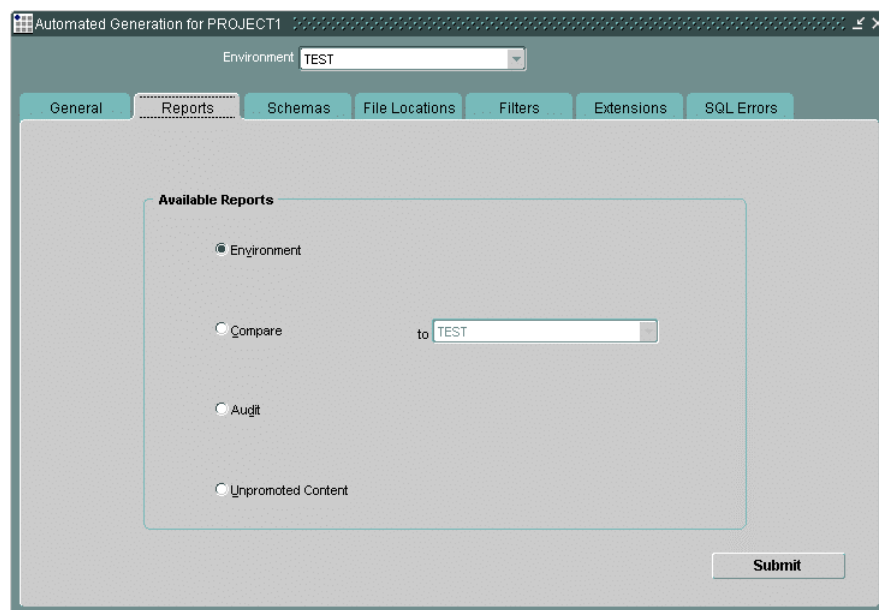 Automated Generation for PROJECT1
Environment TEST
General Reports Schemas File Locations Filters Extensions SQL Errors
Available Reports
Environment
Compare to TEST
Audit
Unpromoted Content
Submit